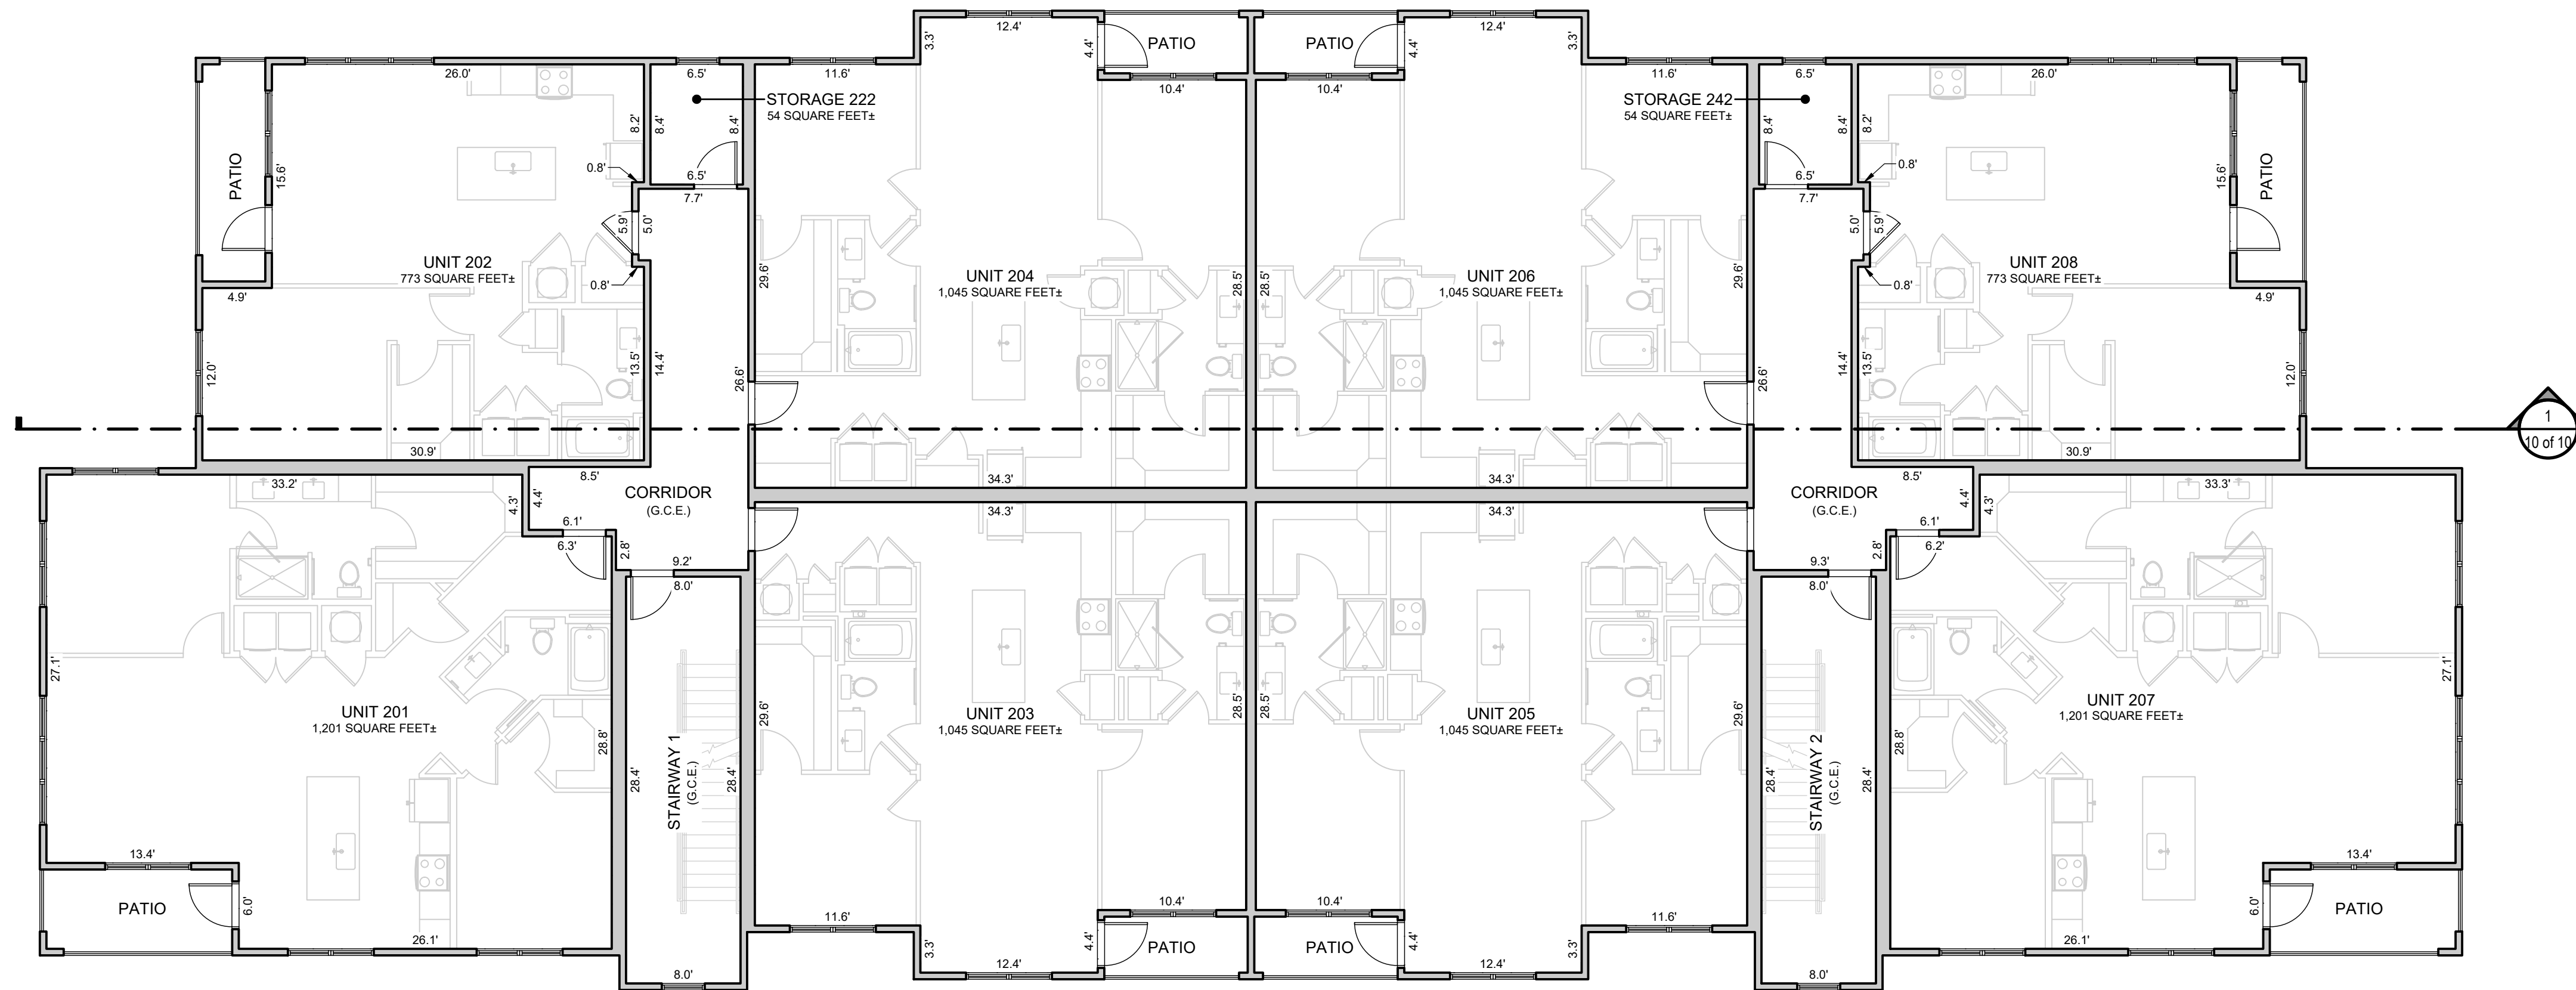 12.4'
12.4'
3.3'
4.4'
PATIO
PATIO
4.4'
3.3'
26.0'
6.5'
11.6'
10.4'
10.4'
11.6'
6.5'
26.0'
STORAGE 222
54 SQUARE FEET±
STORAGE 242
54 SQUARE FEET±
8.2'
8.4'
8.4'
8.4'
8.4'
8.2'
PATIO
15.6'
0.8'
6.5'
7.7'
6.5'
7.7'
0.8'
15.6'
PATIO
5.9'
5.0'
5.0'
5.9'
UNIT 202
773 SQUARE FEET±
0.8'
29.6'
UNIT 204
1,045 SQUARE FEET±
28.5'
28.5'
UNIT 206
1,045 SQUARE FEET±
29.6'
0.8'
UNIT 208
773 SQUARE FEET±
4.9'
4.9'
12.0'
13.5'
14.4'
26.6'
26.6'
14.4'
13.5'
12.0'
1
10 of 10
30.9'
34.3'
34.3'
30.9'
33.2'
4.3'
4.4'
8.5'
CORRIDOR
(G.C.E.)
34.3'
34.3'
CORRIDOR
(G.C.E.)
8.5'
4.4'
4.3'
33.3'
6.1'
6.3'
2.8'
9.2'
8.0'
9.3'
8.0'
2.8'
6.1'
6.2'
27.1'
UNIT 201
1,201 SQUARE FEET±
28.8'
28.4'
STAIRWAY 1
(G.C.E.)
28.4'
29.6'
UNIT 203
1,045 SQUARE FEET±
28.5'
28.5'
UNIT 205
1,045 SQUARE FEET±
29.6'
28.4'
STAIRWAY 2
(G.C.E.)
28.4'
28.8'
UNIT 207
1,201 SQUARE FEET±
27.1'
13.4'
13.4'
PATIO
6.0'
26.1'
11.6'
10.4'
10.4'
11.6'
26.1'
6.0'
PATIO
3.3'
4.4'
PATIO
PATIO
4.4'
3.3'
8.0'
12.4'
12.4'
8.0'